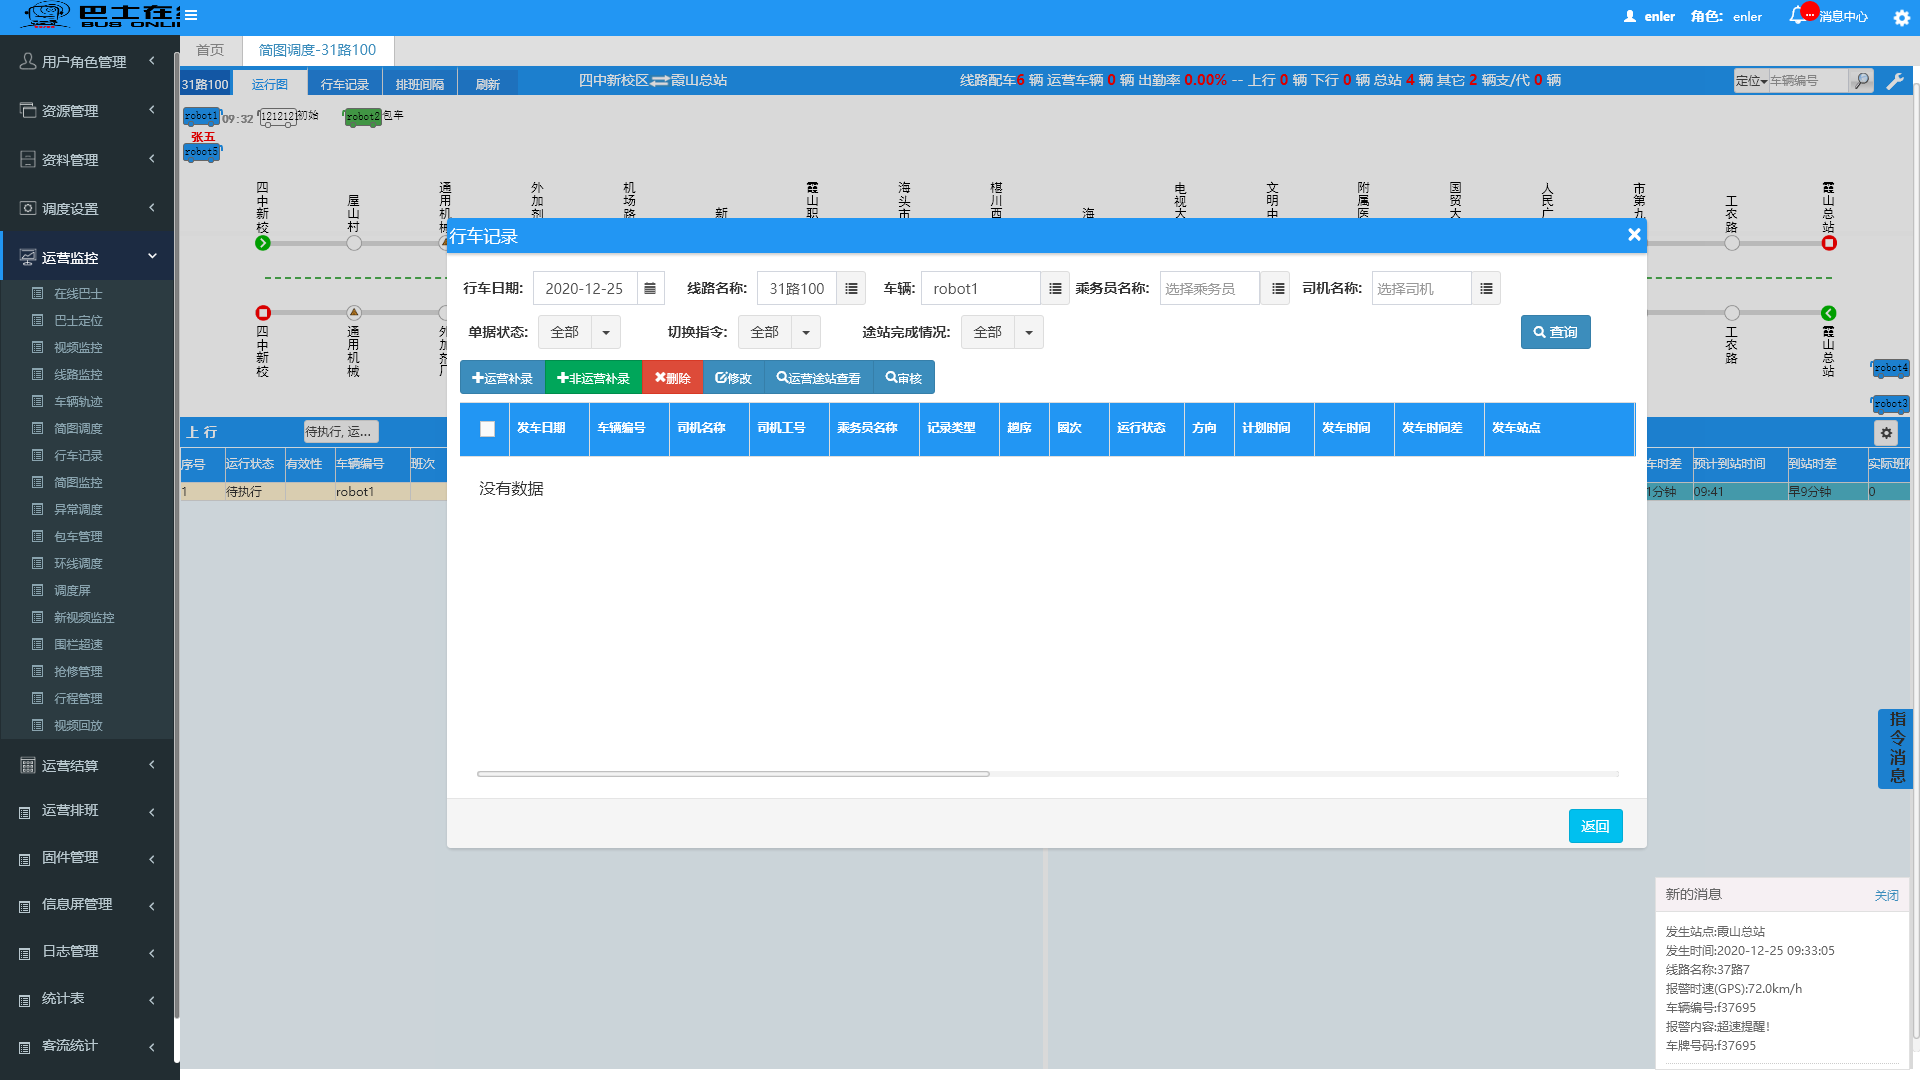 巴士在线
BUS ONLI
enler 角色: enler
... 消息中心
用户角色管理
资源管理
资料管理
调度设置
运营监控
在线巴士
巴士定位
视频监控
线路监控
车辆轨迹
简图调度
行车记录
简图监控
异常调度
包车管理
环线调度
调度屏
新视频监控
围栏超速
抢修管理
行程管理
视频回放
运营结算
运营排班
固件管理
信息屏管理
日志管理
统计表
客流统计
首页 简图调度-31路100
31路100 运行图 行车记录 排班间隔 刷新 四中新校区⇌霞山总站 线路配车6 辆 运营车辆 0 辆 出勤率 0.00% -- 上行 0 辆 下行 0 辆 总站 4 辆 其它 2 辆支/代 0 辆 定位 车辆编号
robot1 09:32 121212 初始 robot2 包车
张五
robot5
四中新校 屋山村 通用机械 外加剂 机场路 新 霞山职 海头市 椹川西 海 电视大 文明中 附属医 国贸大 人民广 市第九 工农路 霞山总站
四中新校 通用机械 外加剂厂 工农路 霞山总站
robot4
robot3
上行 待执行, 运...
序号 运行状态 有效性 车辆编号 班次
1 待执行 robot1
车时差 预计到站时间 到站时差 实际班
1分钟 09:41 早9分钟 0
行车记录
行车日期: 2020-12-25 线路名称: 31路100 车辆: robot1 乘务员名称: 选择乘务员 司机名称: 选择司机
单据状态: 全部 切换指令: 全部 途站完成情况: 全部 查询
运营补录 非运营补录 删除 修改 运营途站查看 审核
发车日期 车辆编号 司机名称 司机工号 乘务员名称 记录类型 趟序 圈次 运行状态 方向 计划时间 发车时间 发车时间差 发车站点
没有数据
返回
指令消息
新的消息 关闭
发生站点:霞山总站
发生时间:2020-12-25 09:33:05
线路名称:37路7
报警时速(GPS):72.0km/h
车辆编号:f37695
报警内容:超速提醒!
车牌号码:f37695